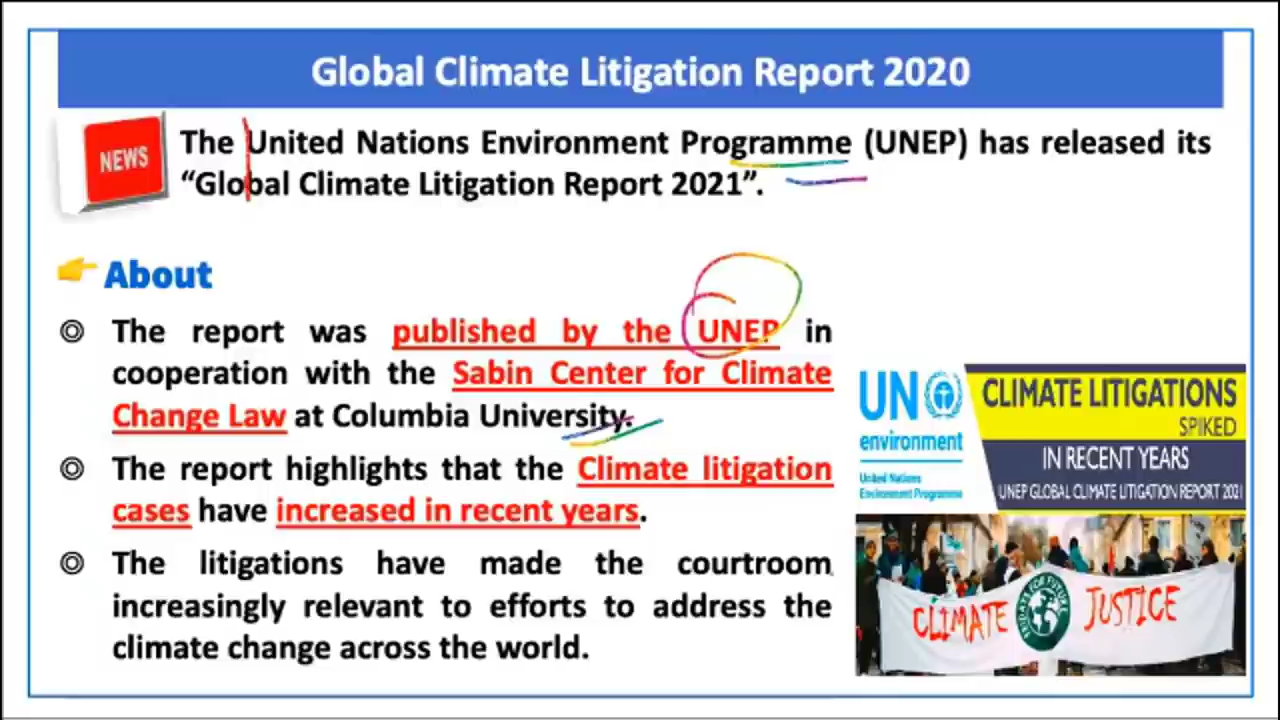 Global Climate Litigation Report 2020
NEWS
The United Nations Environment Programme (UNEP) has released its
“Global Climate Litigation Report 2021”.
About
The report was published by the UNEP in
cooperation with the Sabin Center for Climate
Change Law at Columbia University.
The report highlights that the Climate litigation
cases have increased in recent years.
The litigations have made the courtroom
increasingly relevant to efforts to address the
climate change across the world.
UN
environment
United Nations
Environment Programme
CLIMATE LITIGATIONS
SPIKED
IN RECENT YEARS
UNEP GLOBAL CLIMATE LITIGATION REPORT 2021
CLIMATE JUSTICE
FRIDAYS FOR FUTURE